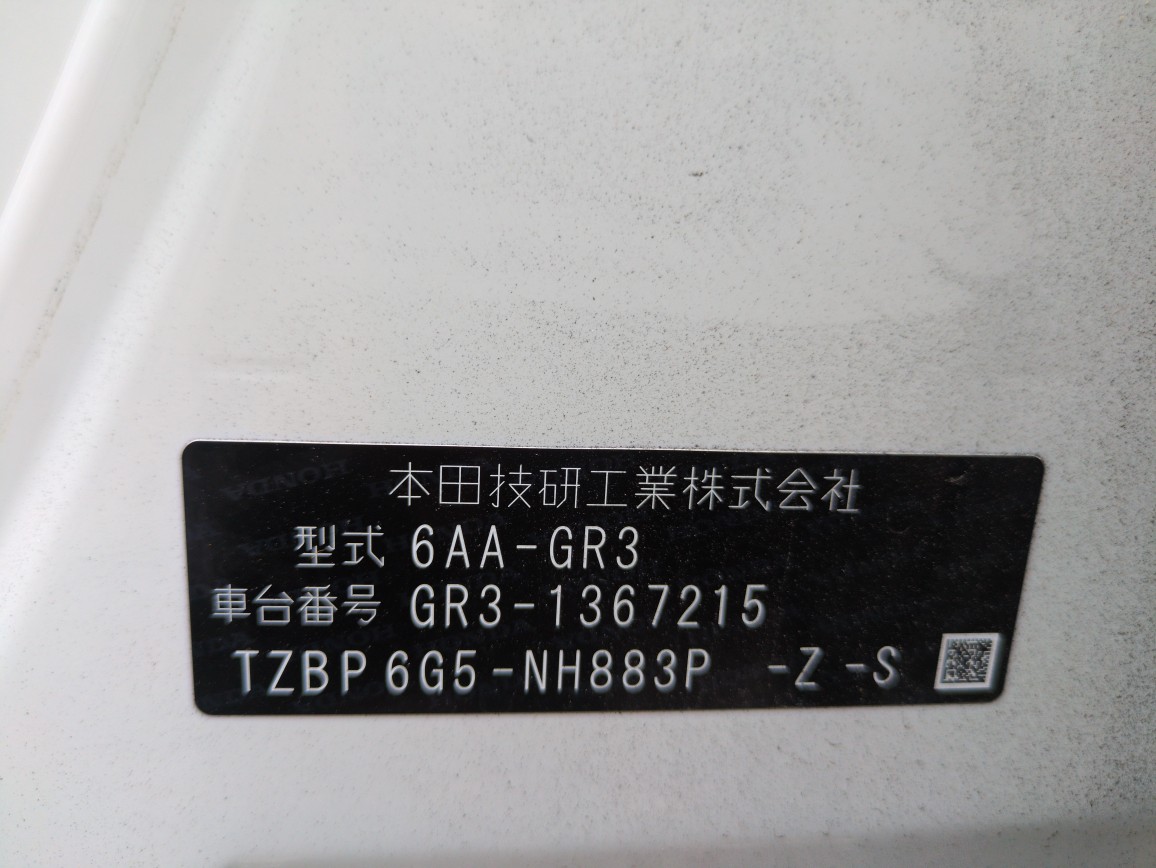 本田技研工業株式会社
型式 6AA-GR3
車台番号 GR3-1367215
TZBP6G5-NH883P -Z -S